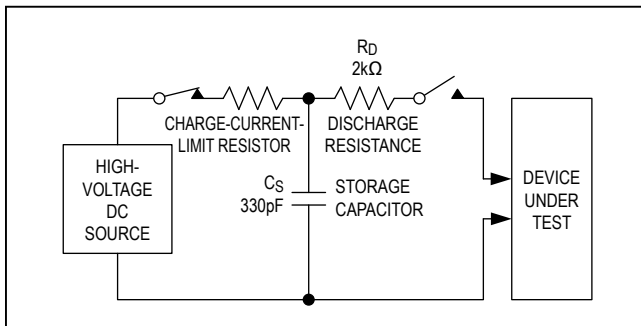 RD
2kΩ
CHARGE-CURRENT-
LIMIT RESISTOR
DISCHARGE
RESISTANCE
HIGH-
VOLTAGE
DC
SOURCE
CS
330pF
STORAGE
CAPACITOR
DEVICE
UNDER
TEST